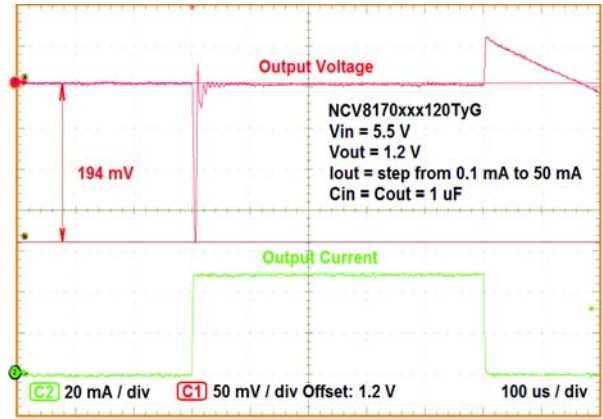 Output Voltage
NCV8170xxx120TyG
Vin = 5.5 V
Vout = 1.2 V
Iout = step from 0.1 mA to 50 mA
Cin = Cout = 1 uF
194 mV
Output Current
C2 20 mA / div C1 50 mV / div Offset: 1.2 V 100 us / div